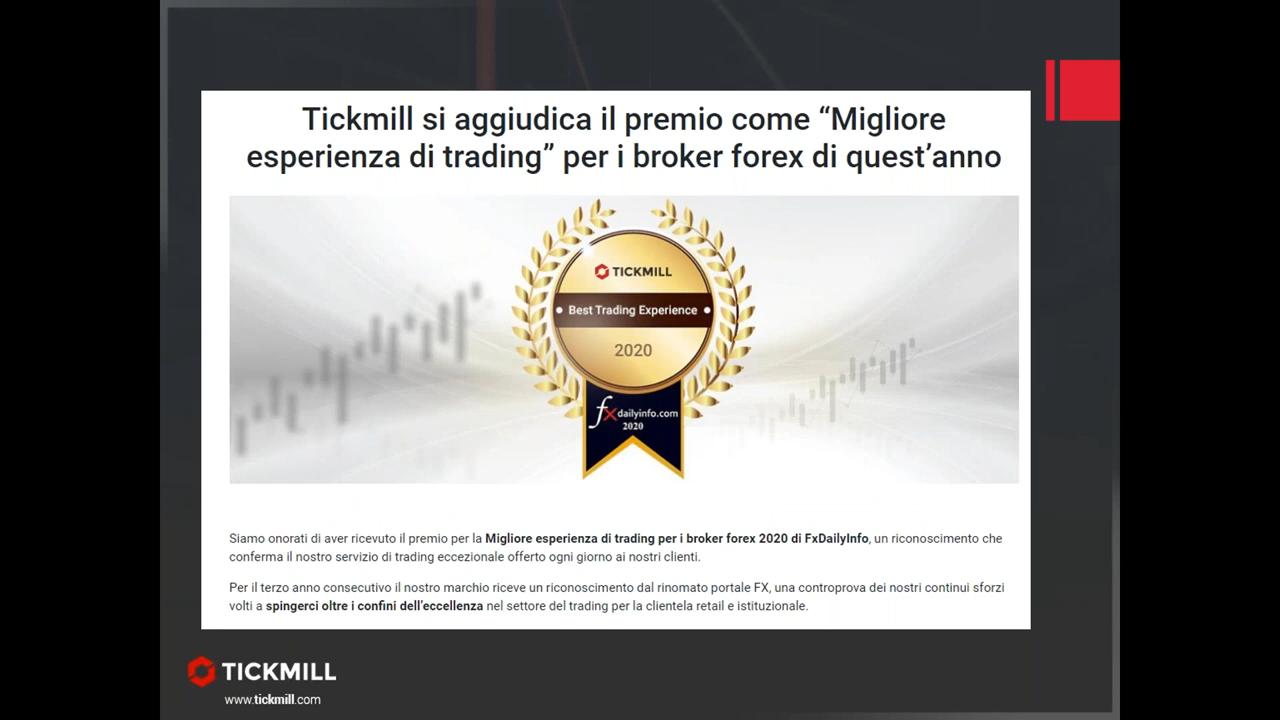 Tickmill si aggiudica il premio come “Migliore
esperienza di trading” per i broker forex di quest’anno
TICKMILL
Best Trading Experience
2020
fxdailyinfo.com
2020
Siamo onorati di aver ricevuto il premio per la Migliore esperienza di trading per i broker forex 2020 di FxDailyInfo, un riconoscimento che
conferma il nostro servizio di trading eccezionale offerto ogni giorno ai nostri clienti.
Per il terzo anno consecutivo il nostro marchio riceve un riconoscimento dal rinomato portale FX, una controprova dei nostri continui sforzi
volti a spingerci oltre i confini dell’eccellenza nel settore del trading per la clientela retail e istituzionale.
TICKMILL
www.tickmill.com